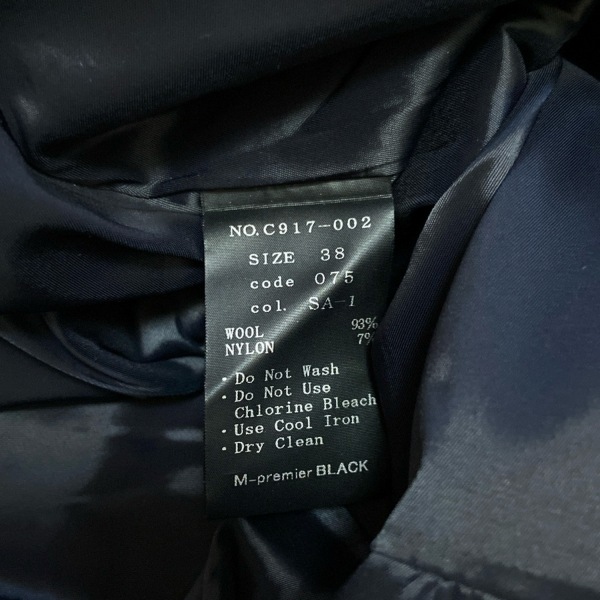 NO.C917-002
SIZE 38
code 075
col. SA-1
WOOL 93%
NYLON 7%
・Do Not Wash
・Do Not Use
Chlorine Bleach
・Use Cool Iron
・Dry Clean
M-premier BLACK